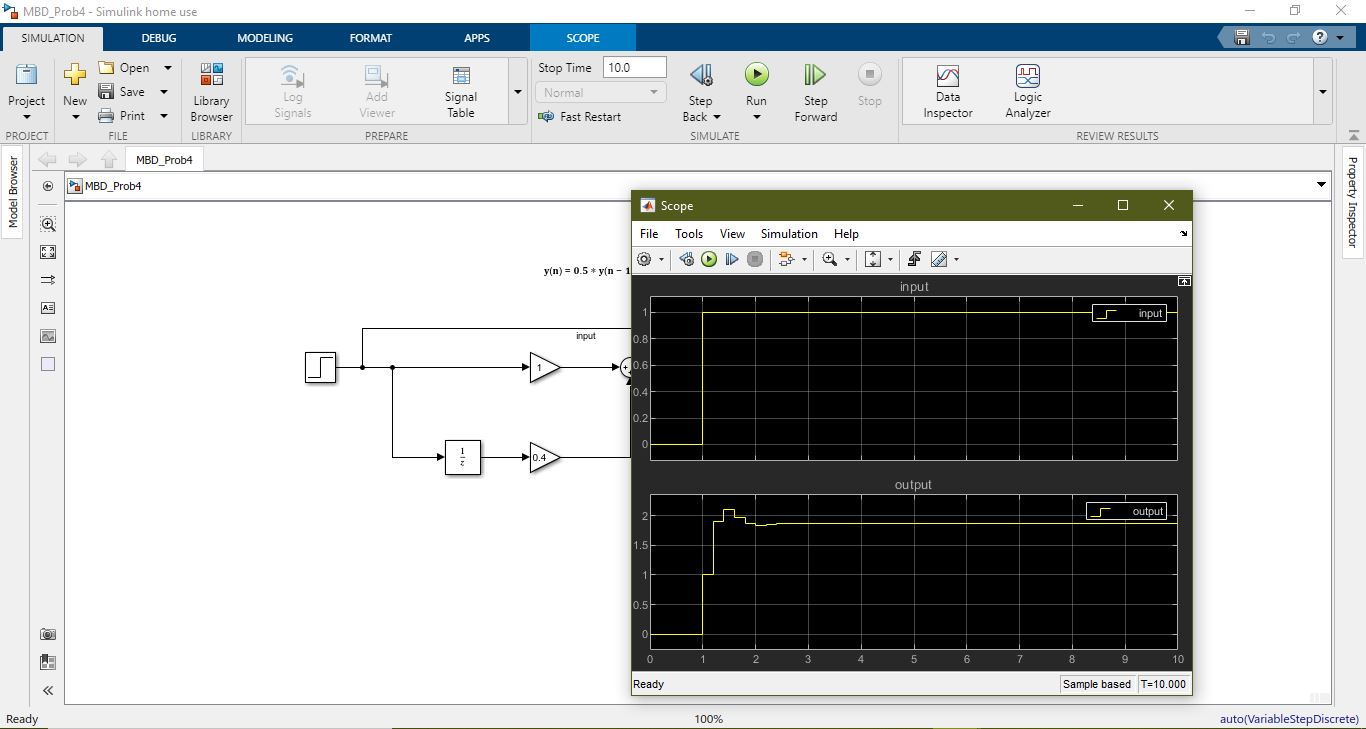 MBD_Prob4 - Simulink home use
SIMULATION DEBUG MODELING FORMAT APPS SCOPE
Project
New
Open
Save
Print
Library
Browser
Log
Signals
Add
Viewer
Signal
Table
Stop Time 10.0
Normal
Fast Restart
Step
Back
Run
Step
Forward
Stop
Data
Inspector
Logic
Analyzer
PROJECT FILE LIBRARY PREPARE SIMULATE REVIEW RESULTS
Model Browser
MBD_Prob4
MBD_Prob4
Property Inspector
y(n) = 0.5 * y(n − 1
input
1
+
1
z
0.4
Scope
File Tools View Simulation Help
input
input
1
0.8
0.6
0.4
0.2
0
output
output
2
1.5
1
0.5
0
0 1 2 3 4 5 6 7 8 9 10
Ready Sample based T=10.000
Ready 100% auto(VariableStepDiscrete)